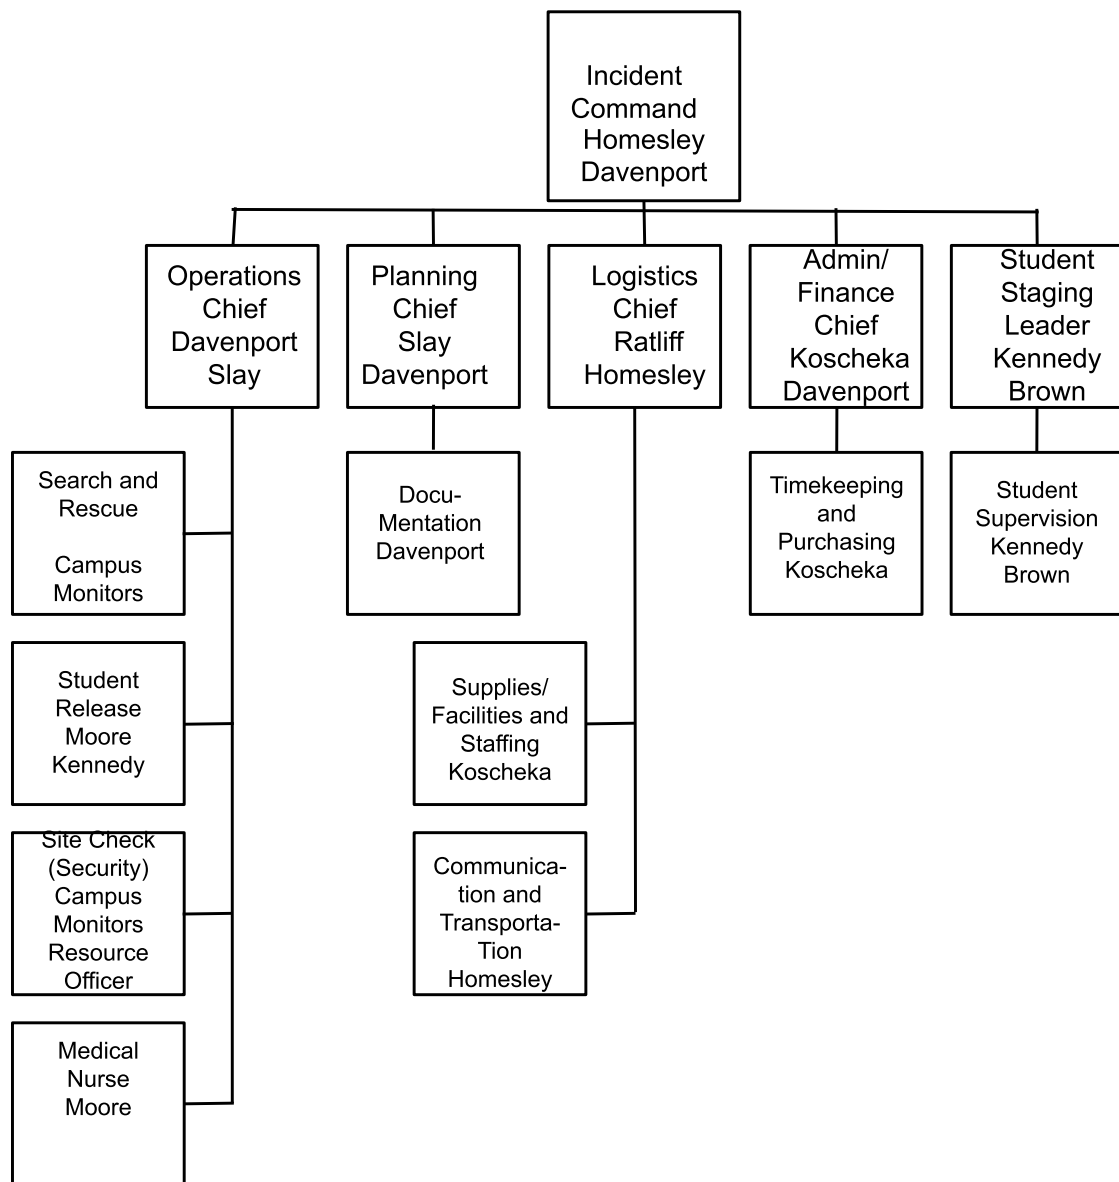 Incident
Command
Homesley
Davenport
Operations
Chief
Davenport
Slay
Planning
Chief
Slay
Davenport
Logistics
Chief
Ratliff
Homesley
Admin/
Finance
Chief
Koscheka
Davenport
Student
Staging
Leader
Kennedy
Brown
Search and
Rescue
Campus
Monitors
Docu-
Mentation
Davenport
Timekeeping
and
Purchasing
Koscheka
Student
Supervision
Kennedy
Brown
Student
Release
Moore
Kennedy
Supplies/
Facilities and
Staffing
Koscheka
Site Check
(Security)
Campus
Monitors
Resource
Officer
Communica-
tion and
Transporta-
Tion
Homesley
Medical
Nurse
Moore